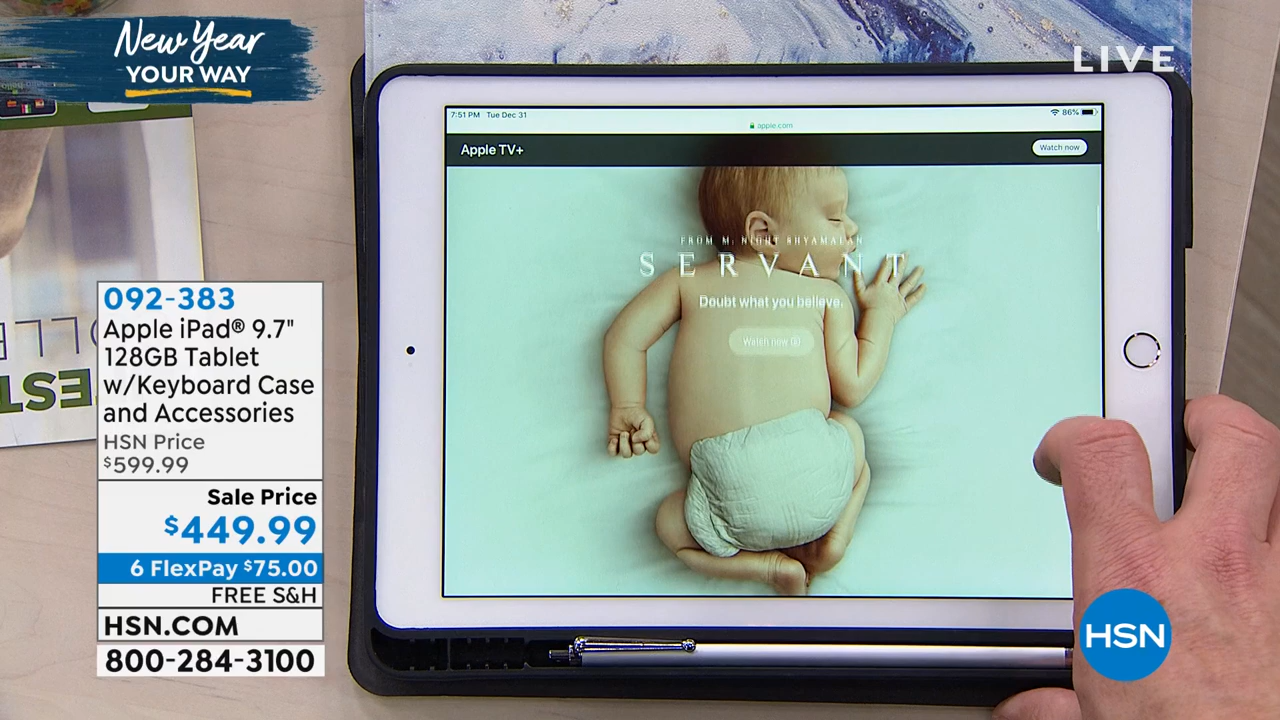 New Year
YOUR WAY
LIVE
7:51 PM Tue Dec 31
86%
apple.com
Apple TV+
Watch now
FROM M. NIGHT SHYAMALAN
SERVANT
Doubt what you believe.
Watch now
092-383
Apple iPad® 9.7"
128GB Tablet
w/Keyboard Case
and Accessories
HSN Price
$599.99
Sale Price
$449.99
6 FlexPay $75.00
FREE S&H
HSN.COM
800-284-3100
HSN